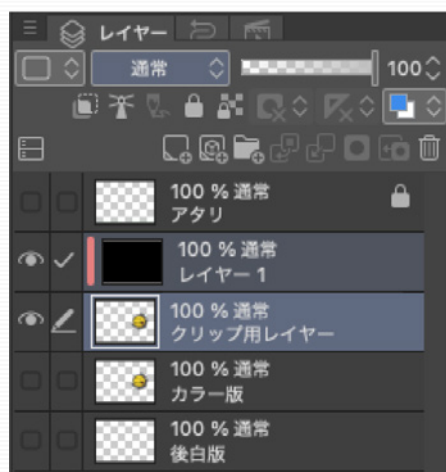 レイヤー
通常
100
100 % 通常
アタリ
100 % 通常
レイヤー 1
100 % 通常
クリップ用レイヤー
100 % 通常
カラー版
100 % 通常
後白版